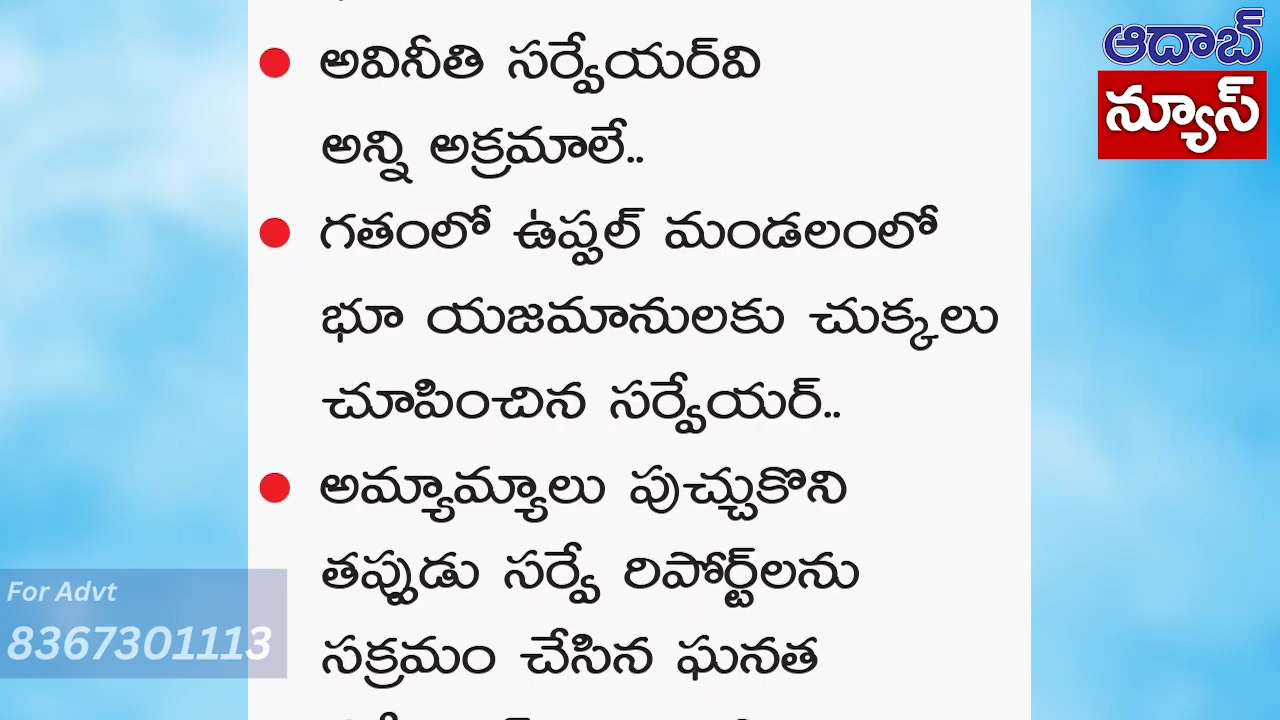 అవినీతి సర్వేయర్‌వి
అన్ని అక్రమాలే..
గతంలో ఉప్పల్ మండలంలో
భూ యజమానులకు చుక్కలు
చూపించిన సర్వేయర్..
అమ్యామ్యాలు పుచ్చుకొని
తప్పుడు సర్వే రిపోర్ట్‌లను
సక్రమం చేసిన ఘనత
ఆదాబ్
న్యూస్
For Advt
8367301113